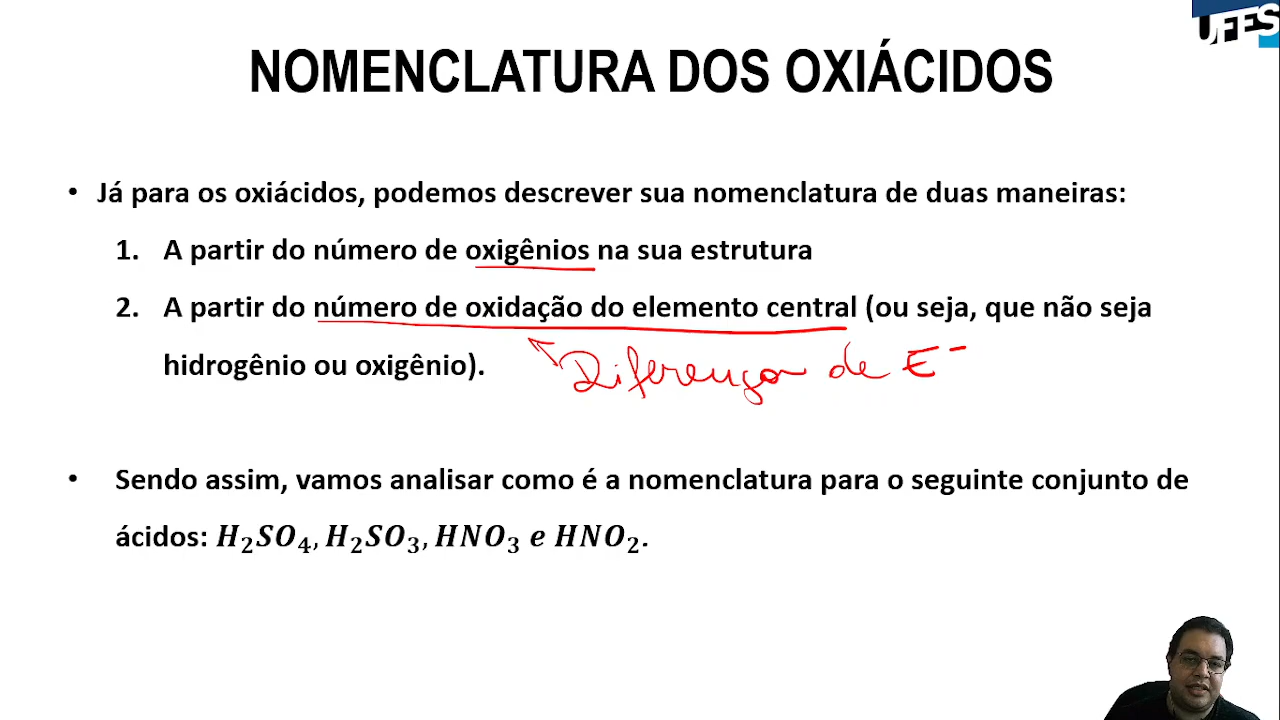 UFES
NOMENCLATURA DOS OXIÁCIDOS
• Já para os oxiácidos, podemos descrever sua nomenclatura de duas maneiras:
1. A partir do número de oxigênios na sua estrutura
2. A partir do número de oxidação do elemento central (ou seja, que não seja
hidrogênio ou oxigênio).
Diferença de E⁻
• Sendo assim, vamos analisar como é a nomenclatura para o seguinte conjunto de
ácidos: H₂SO₄, H₂SO₃, HNO₃ e HNO₂.